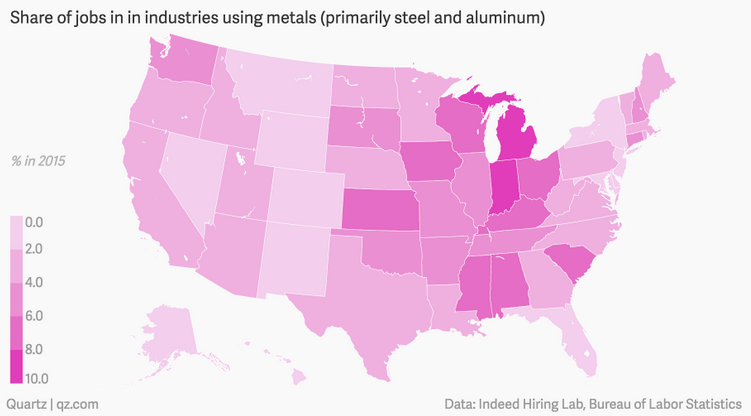 Share of jobs in in industries using metals (primarily steel and aluminum)
% in 2015
0.0
2.0
4.0
6.0
8.0
10.0
Quartz | qz.com
Data: Indeed Hiring Lab, Bureau of Labor Statistics